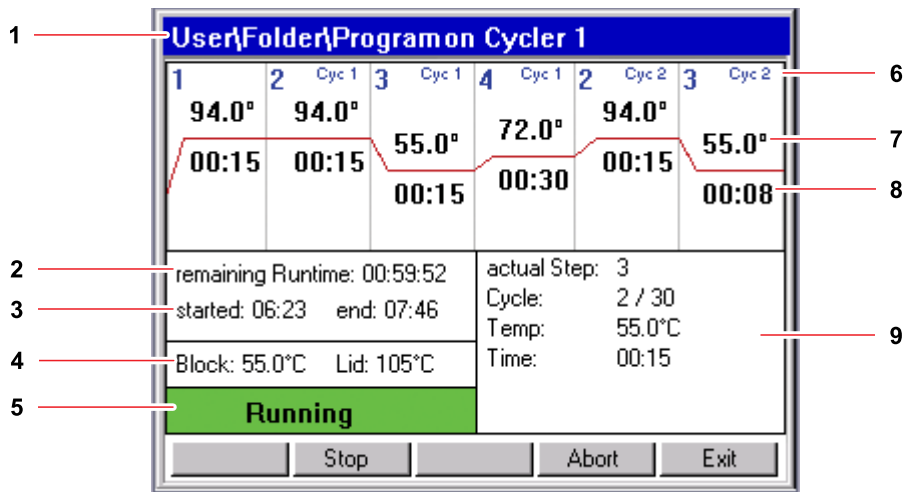 User\Folder\Program on Cycler 1
1 2 Cyc 1 3 Cyc 1 4 Cyc 1 2 Cyc 2 3 Cyc 2
94.0° 94.0° 55.0° 72.0° 94.0° 55.0°
00:15 00:15 00:15 00:30 00:15 00:08
remaining Runtime: 00:59:52
started: 06:23 end: 07:46
Block: 55.0°C Lid: 105°C
Running
actual Step: 3
Cycle: 2 / 30
Temp: 55.0°C
Time: 00:15
Stop Abort Exit
1
2
3
4
5
6
7
8
9